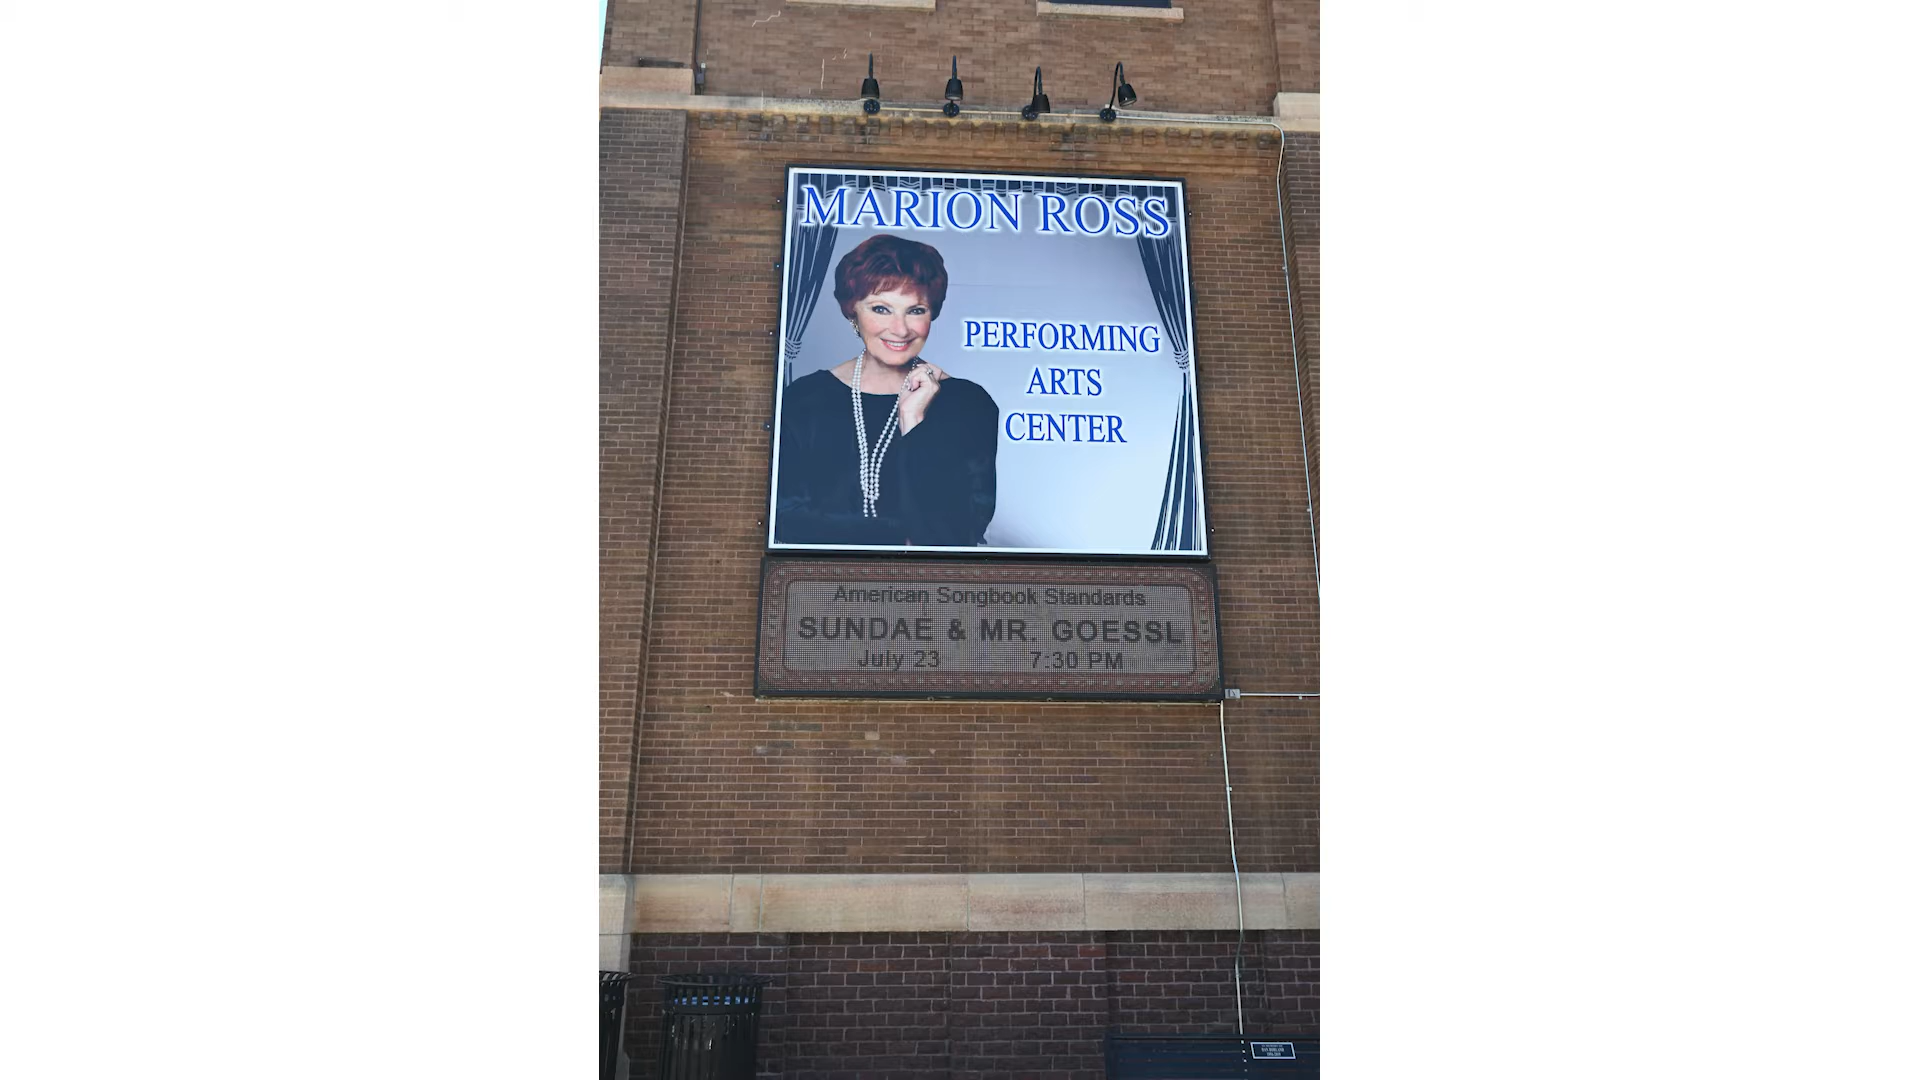 MARION ROSS
PERFORMING
ARTS
CENTER
American Songbook Standards
SUNDAE & MR. GOESSL
July 23 7:30 PM